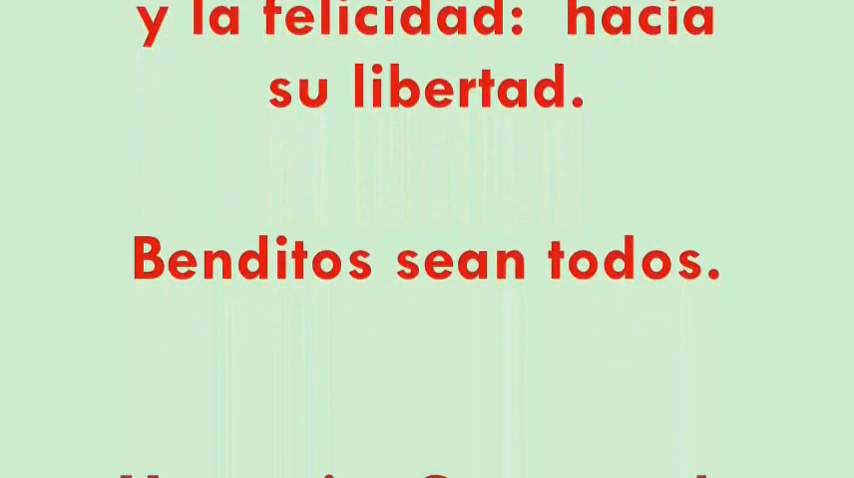 y la felicidad: hacia
su libertad.
Benditos sean todos.